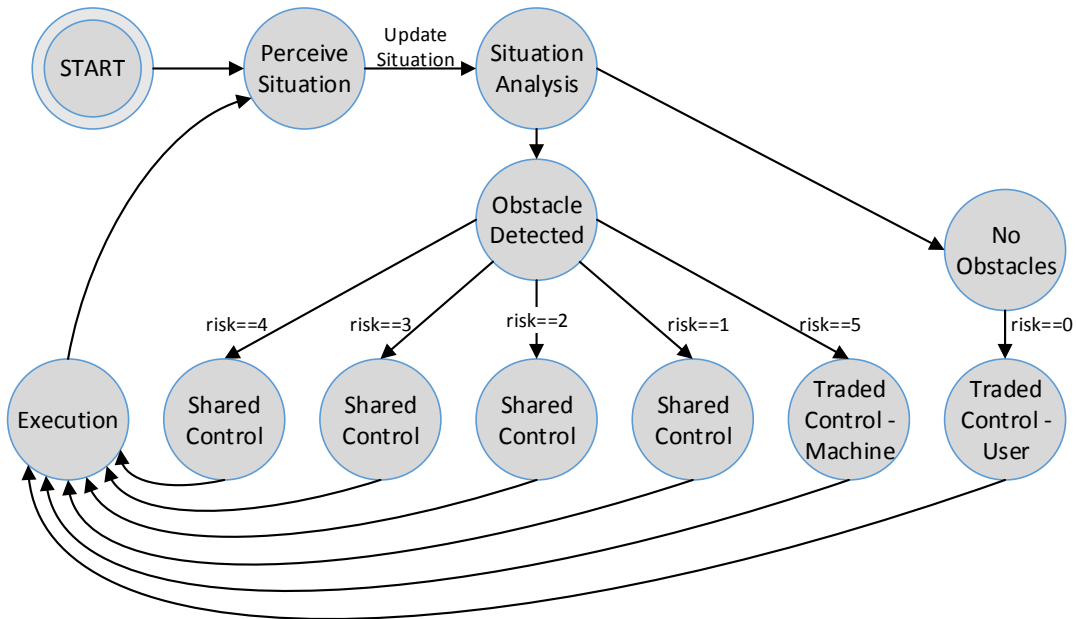 START
Perceive
Situation
Update
Situation
Situation
Analysis
Obstacle
Detected
No
Obstacles
risk==4
risk==3
risk==2
risk==1
risk==5
risk==0
Execution
Shared
Control
Shared
Control
Shared
Control
Shared
Control
Traded
Control -
Machine
Traded
Control -
User